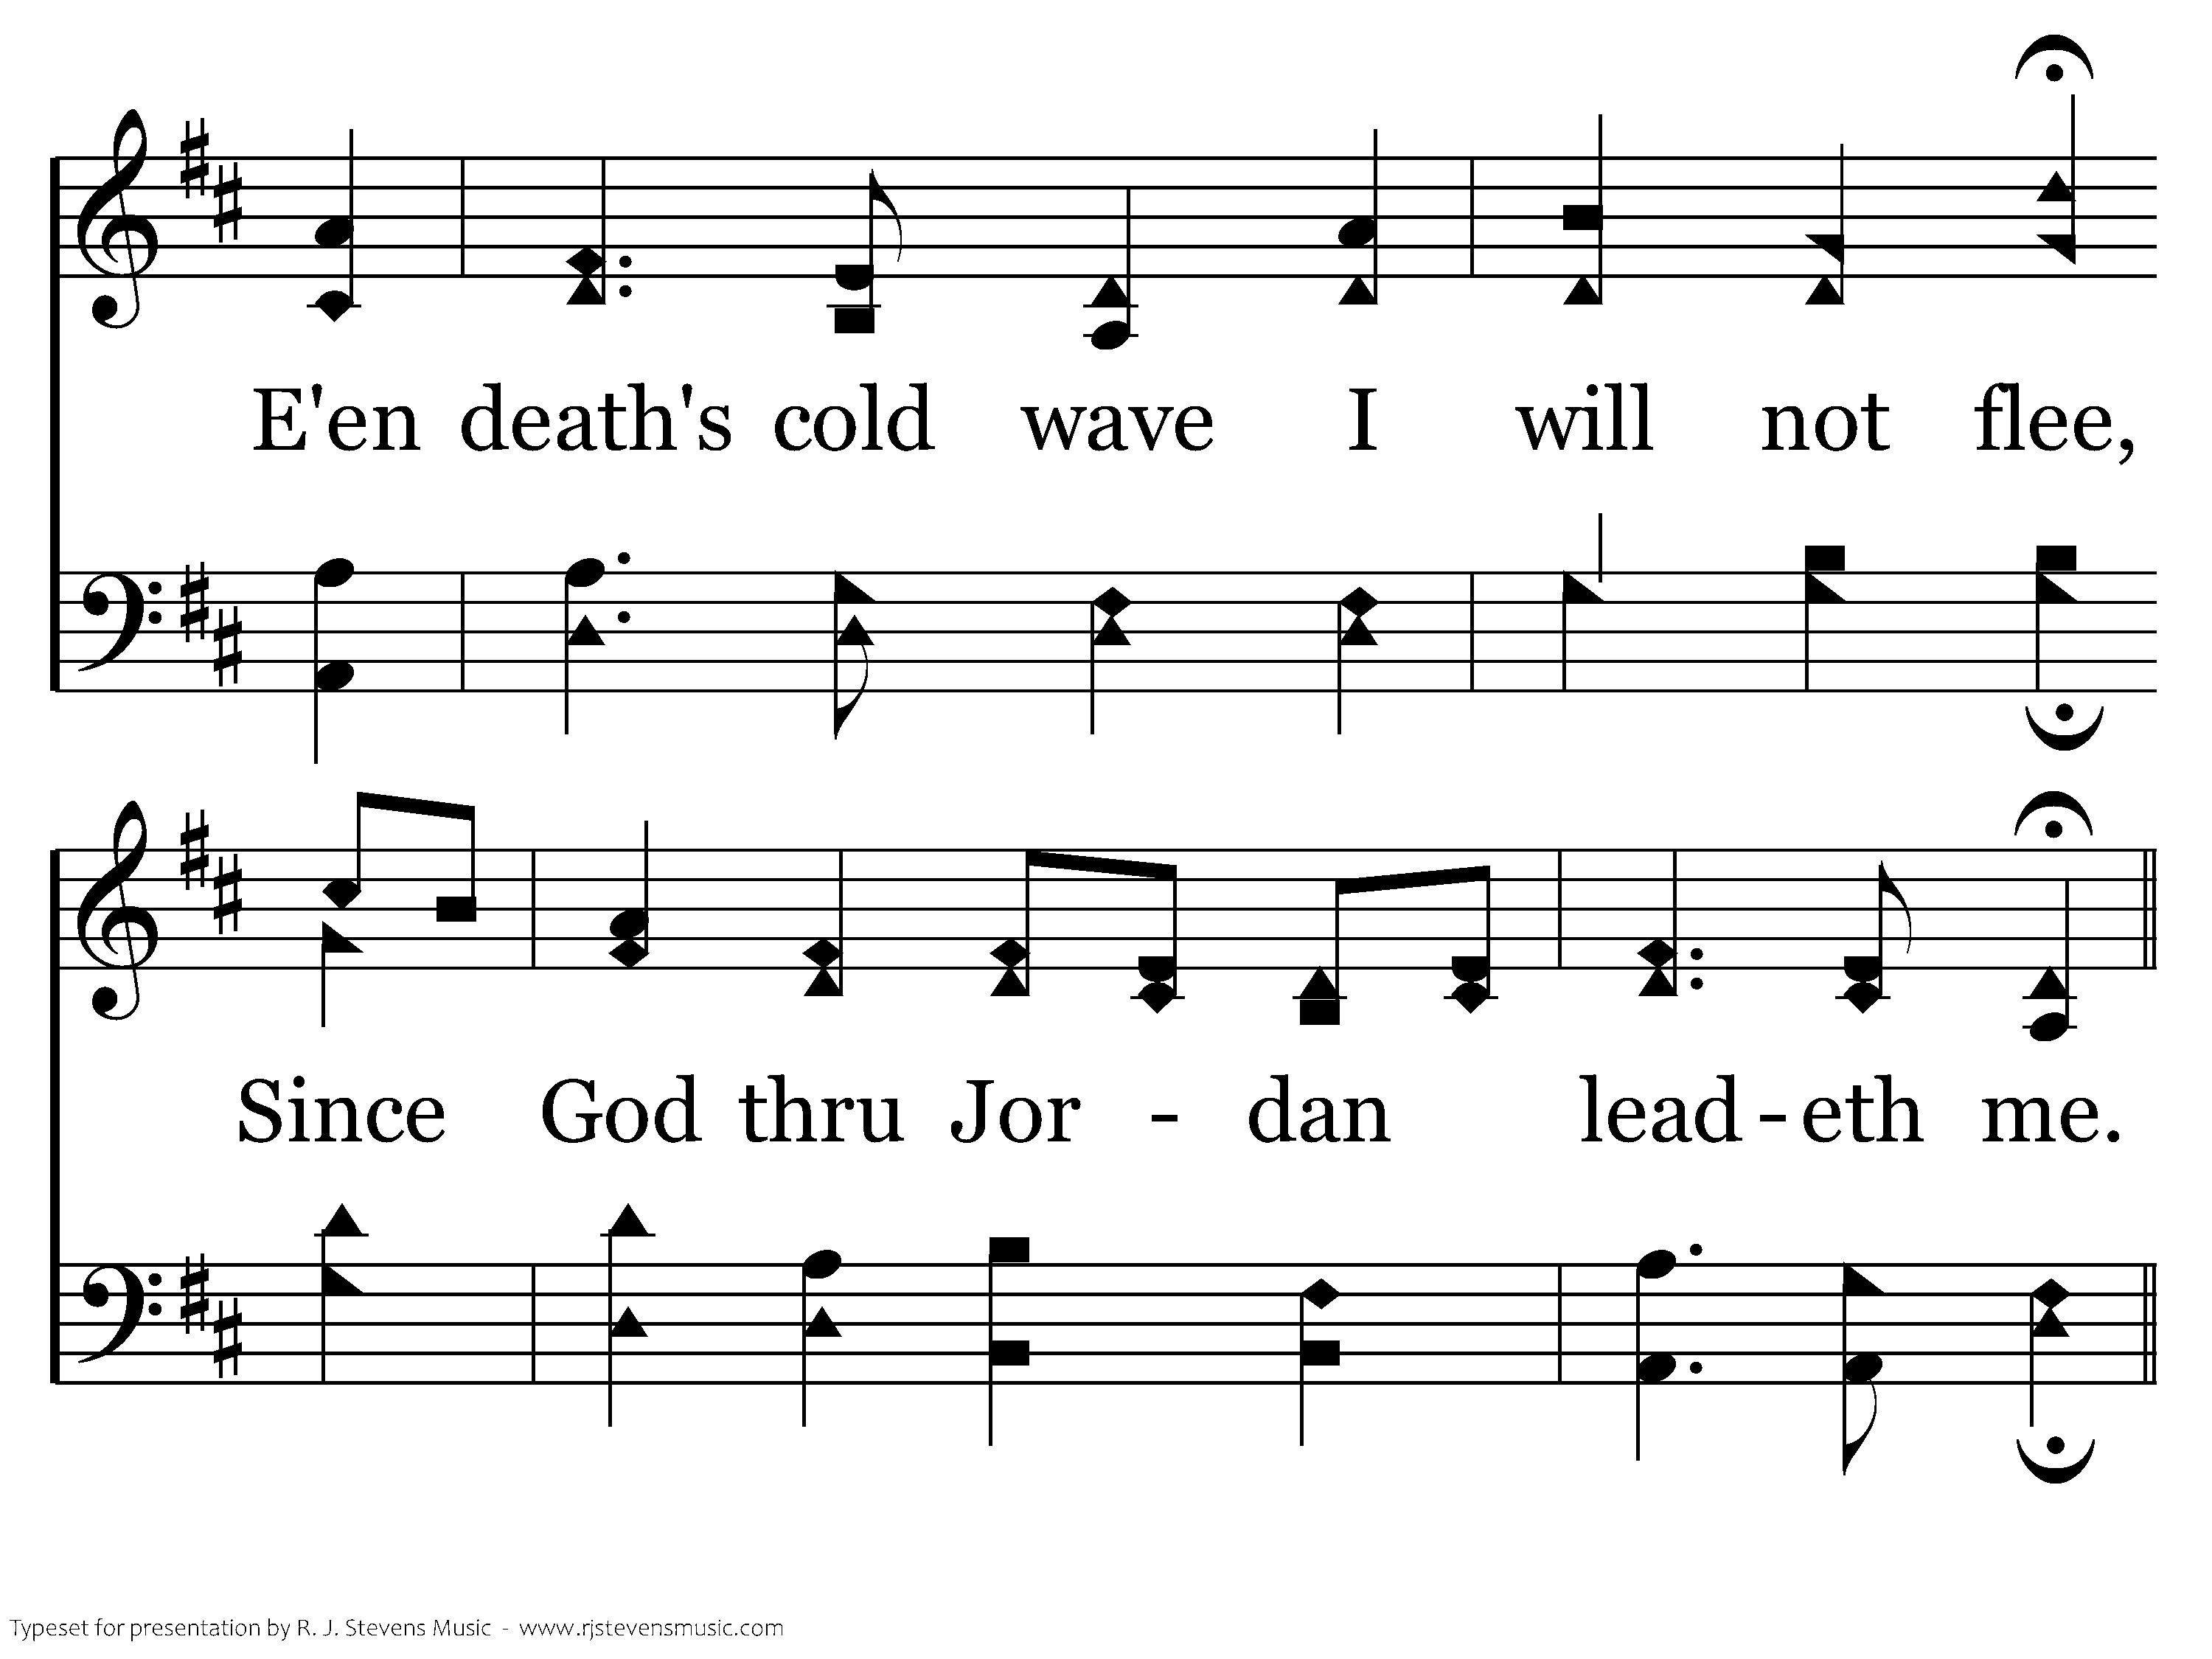 E'en death's cold wave I will not flee,
Since God thru Jor - dan lead - eth me.
Typeset for presentation by R. J. Stevens Music - www.rjstevensmusic.com